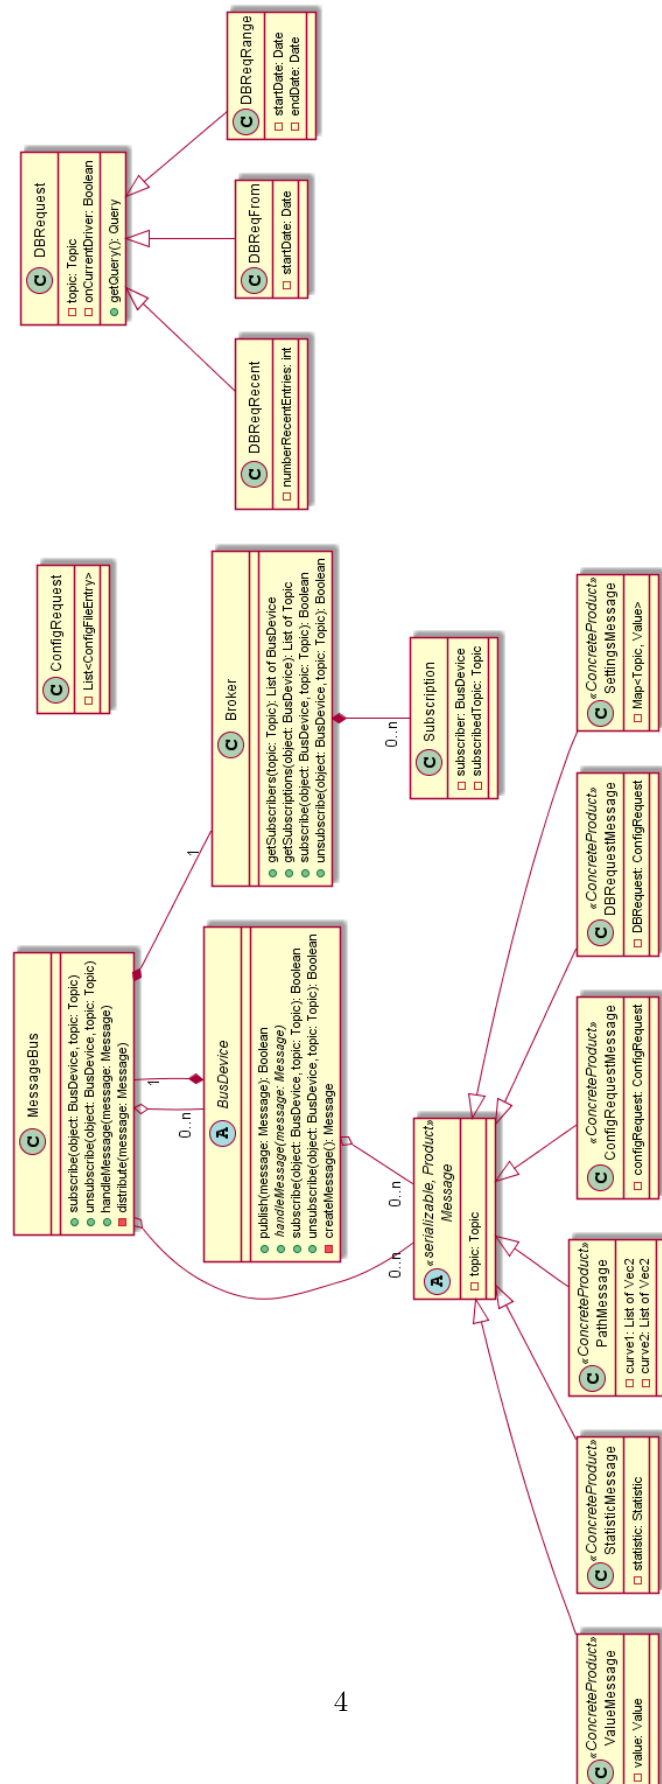 C MessageBus
subscribe(object: BusDevice, topic: Topic)
unsubscribe(object: BusDevice, topic: Topic)
handleMessage(message: Message)
distribute(message: Message)
C ConfigRequest
List<ConfigFileEntry>
C DBRequest
topic: Topic
onCurrentDriver: Boolean
getQuery(): Query
1
0..n
1
A BusDevice
publish(message: Message): Boolean
handleMessage(message: Message)
subscribe(object: BusDevice, topic: Topic): Boolean
unsubscribe(object: BusDevice, topic: Topic): Boolean
createMessage(): Message
C Broker
getSubscribers(topic: Topic): List of BusDevice
getSubscriptions(object: BusDevice): List of Topic
subscribe(object: BusDevice, topic: Topic): Boolean
unsubscribe(object: BusDevice, topic: Topic): Boolean
C DBReqRecent
numberRecentEntries: int
C DBReqFrom
startDate: Date
C DBReqRange
startDate: Date
endDate: Date
0..n
0..n
0..n
A «serializable, Product»
Message
topic: Topic
C Subscription
subscriber: BusDevice
subscribedTopic: Topic
C «ConcreteProduct»
ValueMessage
value: Value
C «ConcreteProduct»
StatisticMessage
statistic: Statistic
C «ConcreteProduct»
PathMessage
curve1: List of Vec2
curve2: List of Vec2
C «ConcreteProduct»
ConfigRequestMessage
configRequest: ConfigRequest
C «ConcreteProduct»
DBRequestMessage
DBRequest: ConfigRequest
C «ConcreteProduct»
SettingsMessage
Map<Topic, Value>
4